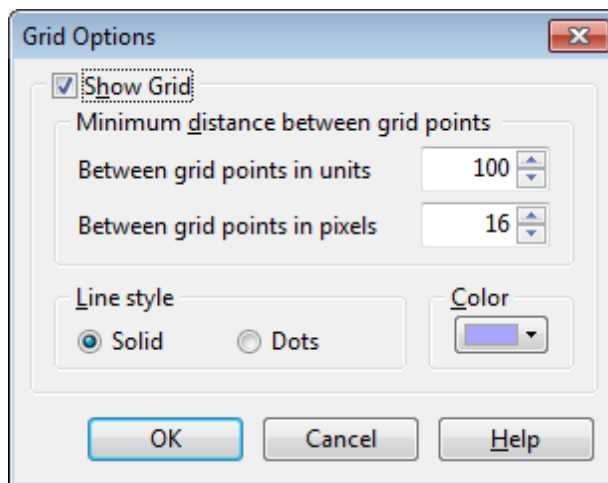 Grid Options
Show Grid
Minimum distance between grid points
Between grid points in units 100
Between grid points in pixels 16
Line style Color
Solid Dots
OK Cancel Help